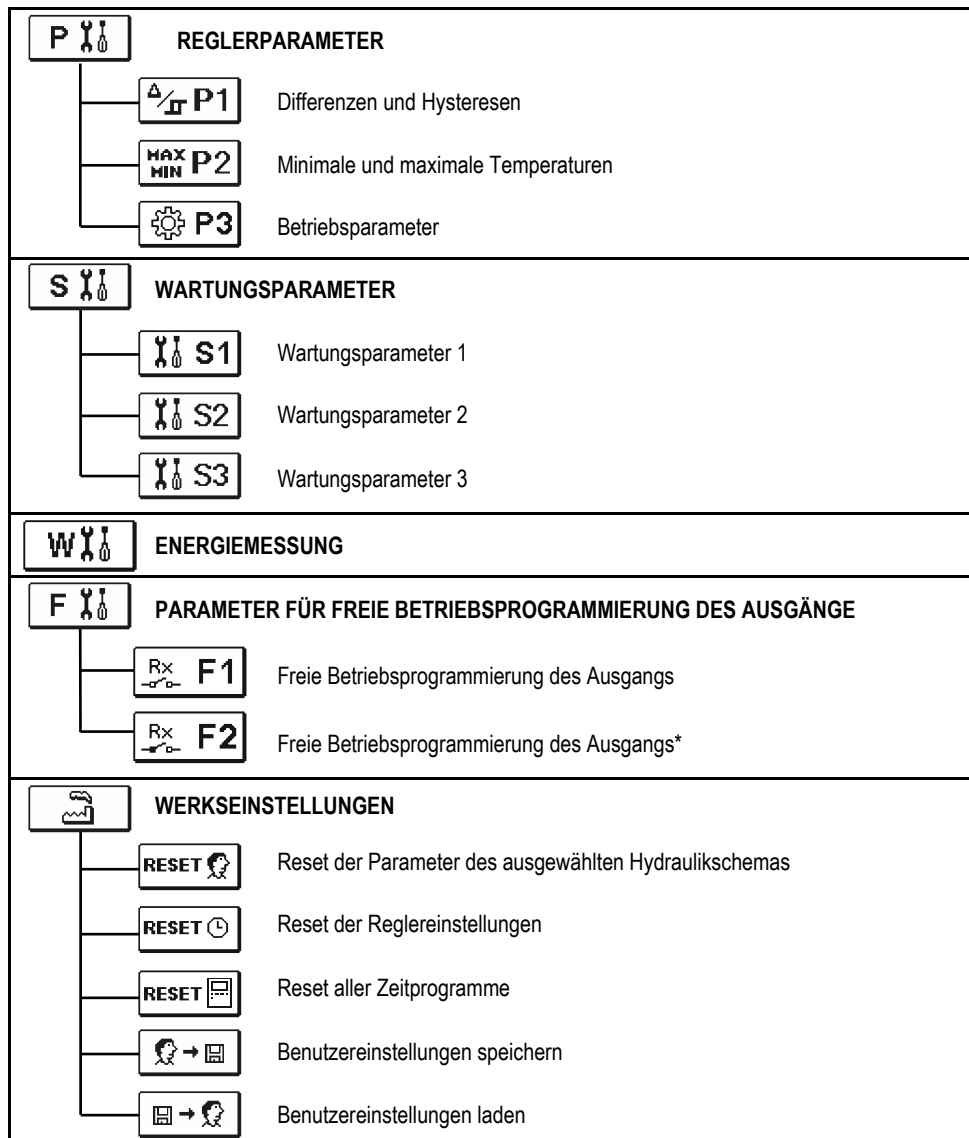 P REGLERPARAMETER
P1 Differenzen und Hysteresen
MAX MIN P2 Minimale und maximale Temperaturen
P3 Betriebsparameter
S WARTUNGSPARAMETER
S1 Wartungsparameter 1
S2 Wartungsparameter 2
S3 Wartungsparameter 3
W ENERGIEMESSUNG
F PARAMETER FÜR FREIE BETRIEBSPROGRAMMIERUNG DES AUSGÄNGE
Rx F1 Freie Betriebsprogrammierung des Ausgangs
Rx F2 Freie Betriebsprogrammierung des Ausgangs*
WERKSEINSTELLUNGEN
RESET Reset der Parameter des ausgewählten Hydraulikschemas
RESET Reset der Reglereinstellungen
RESET Reset aller Zeitprogramme
Benutzereinstellungen speichern
Benutzereinstellungen laden